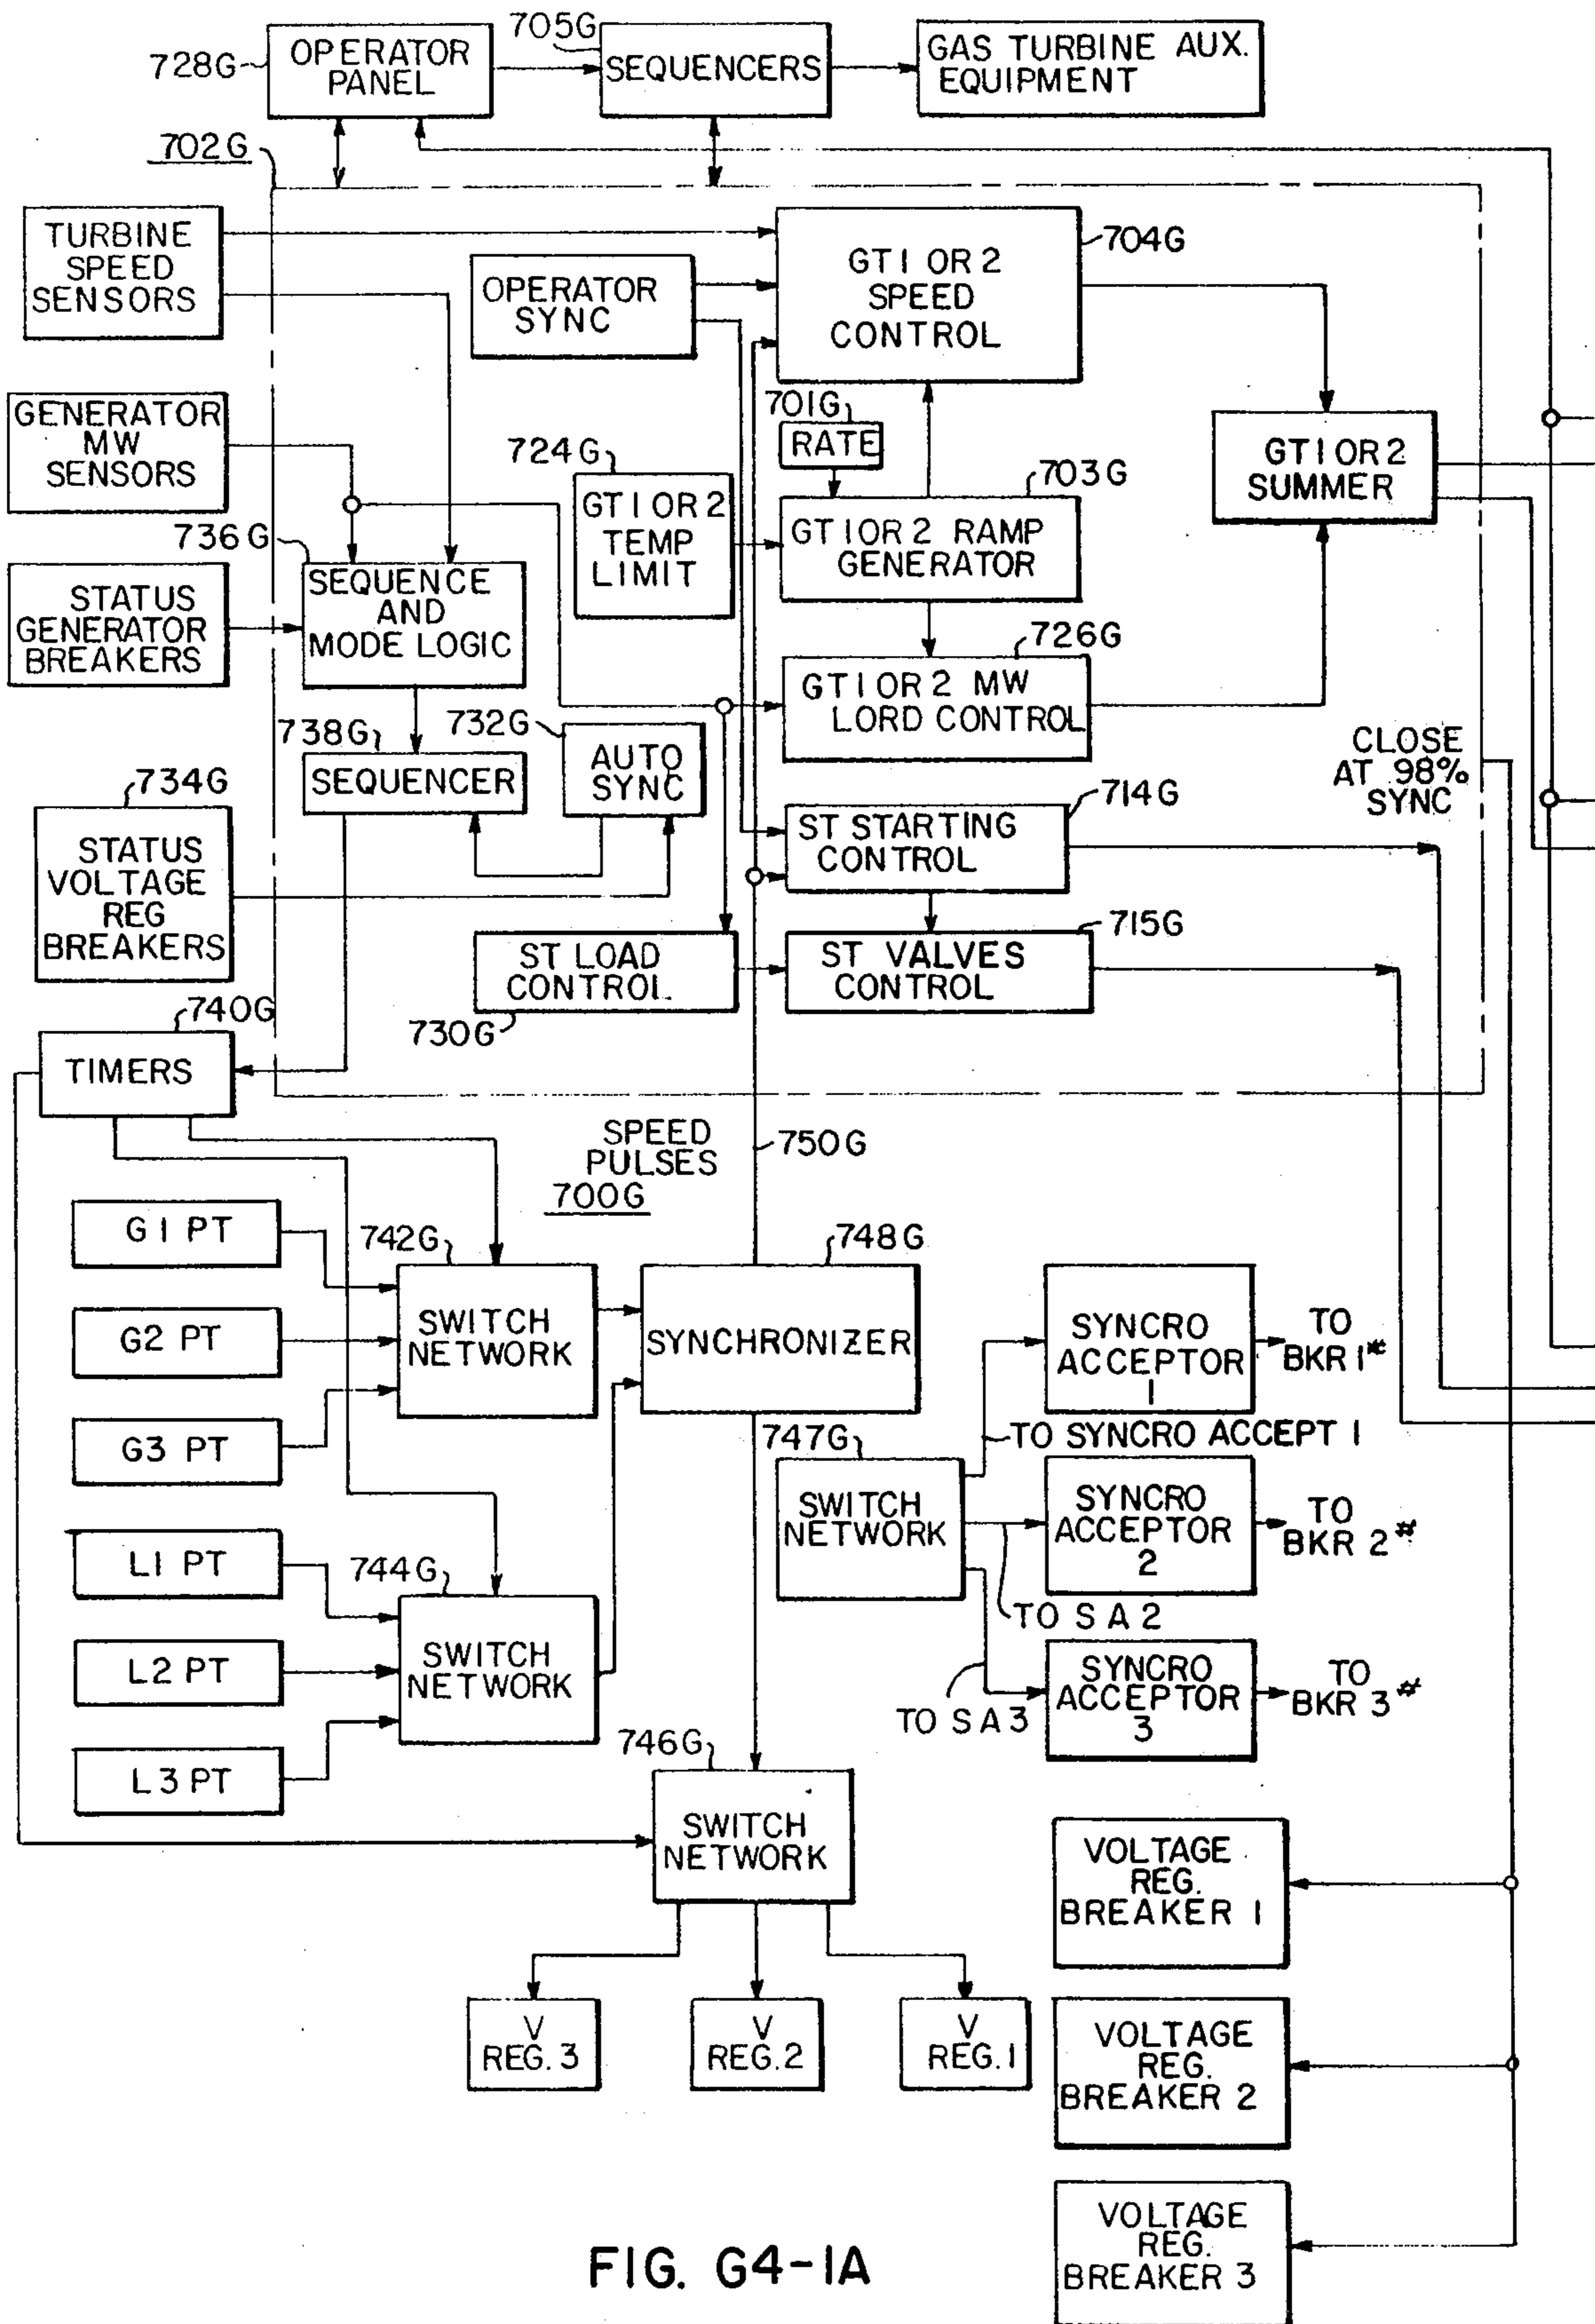 705G
728G
OPERATOR
PANEL
SEQUENCERS
GAS TURBINE AUX.
EQUIPMENT
702G
TURBINE
SPEED
SENSORS
OPERATOR
SYNC
GT1 OR 2
SPEED
CONTROL
704G
GENERATOR
MW
SENSORS
701G
RATE
724G
GT1 OR 2
TEMP
LIMIT
703G
GT1 OR 2 RAMP
GENERATOR
GT1 OR 2
SUMMER
736G
STATUS
GENERATOR
BREAKERS
SEQUENCE
AND
MODE LOGIC
726G
GT1 OR 2 MW
LORD CONTROL
738G
SEQUENCER
732G
AUTO
SYNC
CLOSE
AT 98%
SYNC
734G
STATUS
VOLTAGE
REG
BREAKERS
714G
ST STARTING
CONTROL
715G
ST LOAD
CONTROL
730G
ST VALVES
CONTROL
740G
TIMERS
SPEED
PULSES
700G
750G
G1 PT
G2 PT
G3 PT
742G
SWITCH
NETWORK
748G
SYNCHRONIZER
SYNCRO
ACCEPTOR
1
TO
BKR 1*
TO SYNCRO ACCEPT 1
747G
SWITCH
NETWORK
SYNCRO
ACCEPTOR
2
TO
BKR 2*
TO S A 2
L1 PT
L2 PT
L3 PT
744G
SWITCH
NETWORK
SYNCRO
ACCEPTOR
3
TO
BKR 3*
TO S A 3
746G
SWITCH
NETWORK
V
REG. 3
V
REG. 2
V
REG. 1
VOLTAGE
REG.
BREAKER 1
VOLTAGE
REG.
BREAKER 2
VOLTAGE
REG.
BREAKER 3
FIG. G4-1A